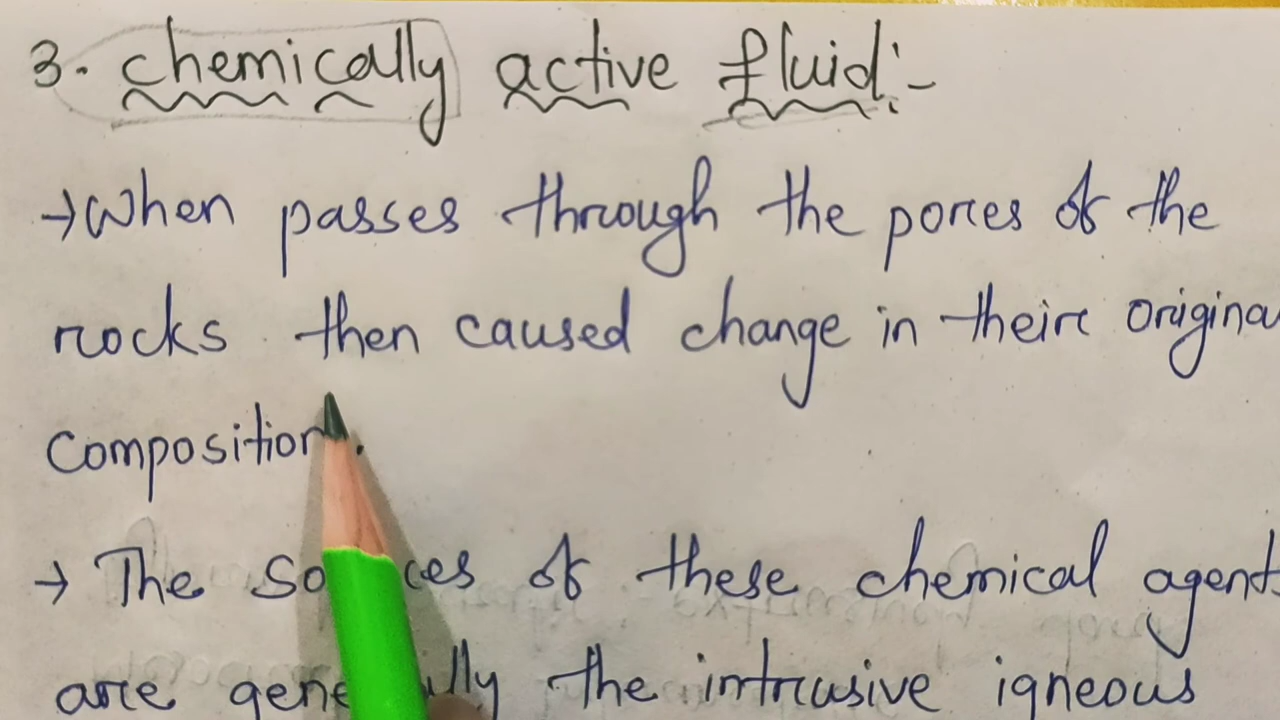 3. chemically active fluid:-
→ When passes through the pores of the
rocks then caused change in their origina
composition.
→ The so ces of these chemical agent
are gene lly the intrusive igneous